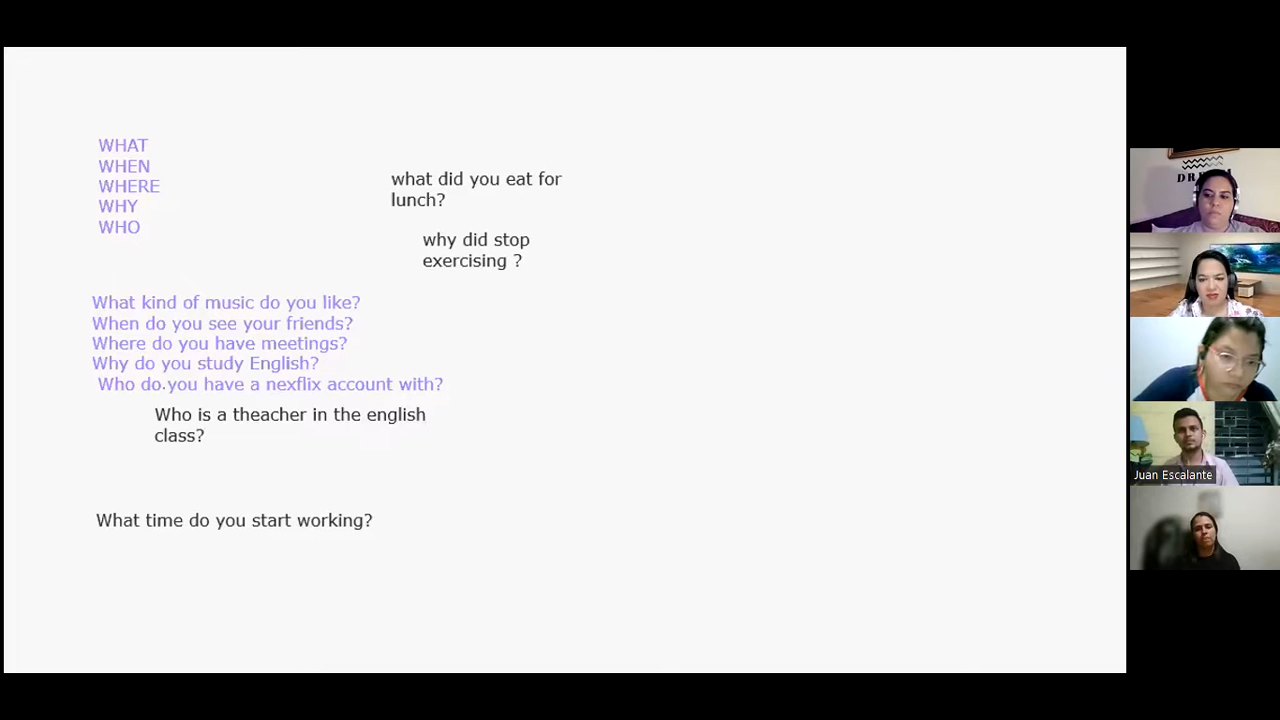 WHAT
WHEN
WHERE
WHY
WHO
what did you eat for
lunch?
why did stop
exercising ?
What kind of music do you like?
When do you see your friends?
Where do you have meetings?
Why do you study English?
Who do.you have a nexflix account with?
Who is a theacher in the english
class?
What time do you start working?
Juan Escalante